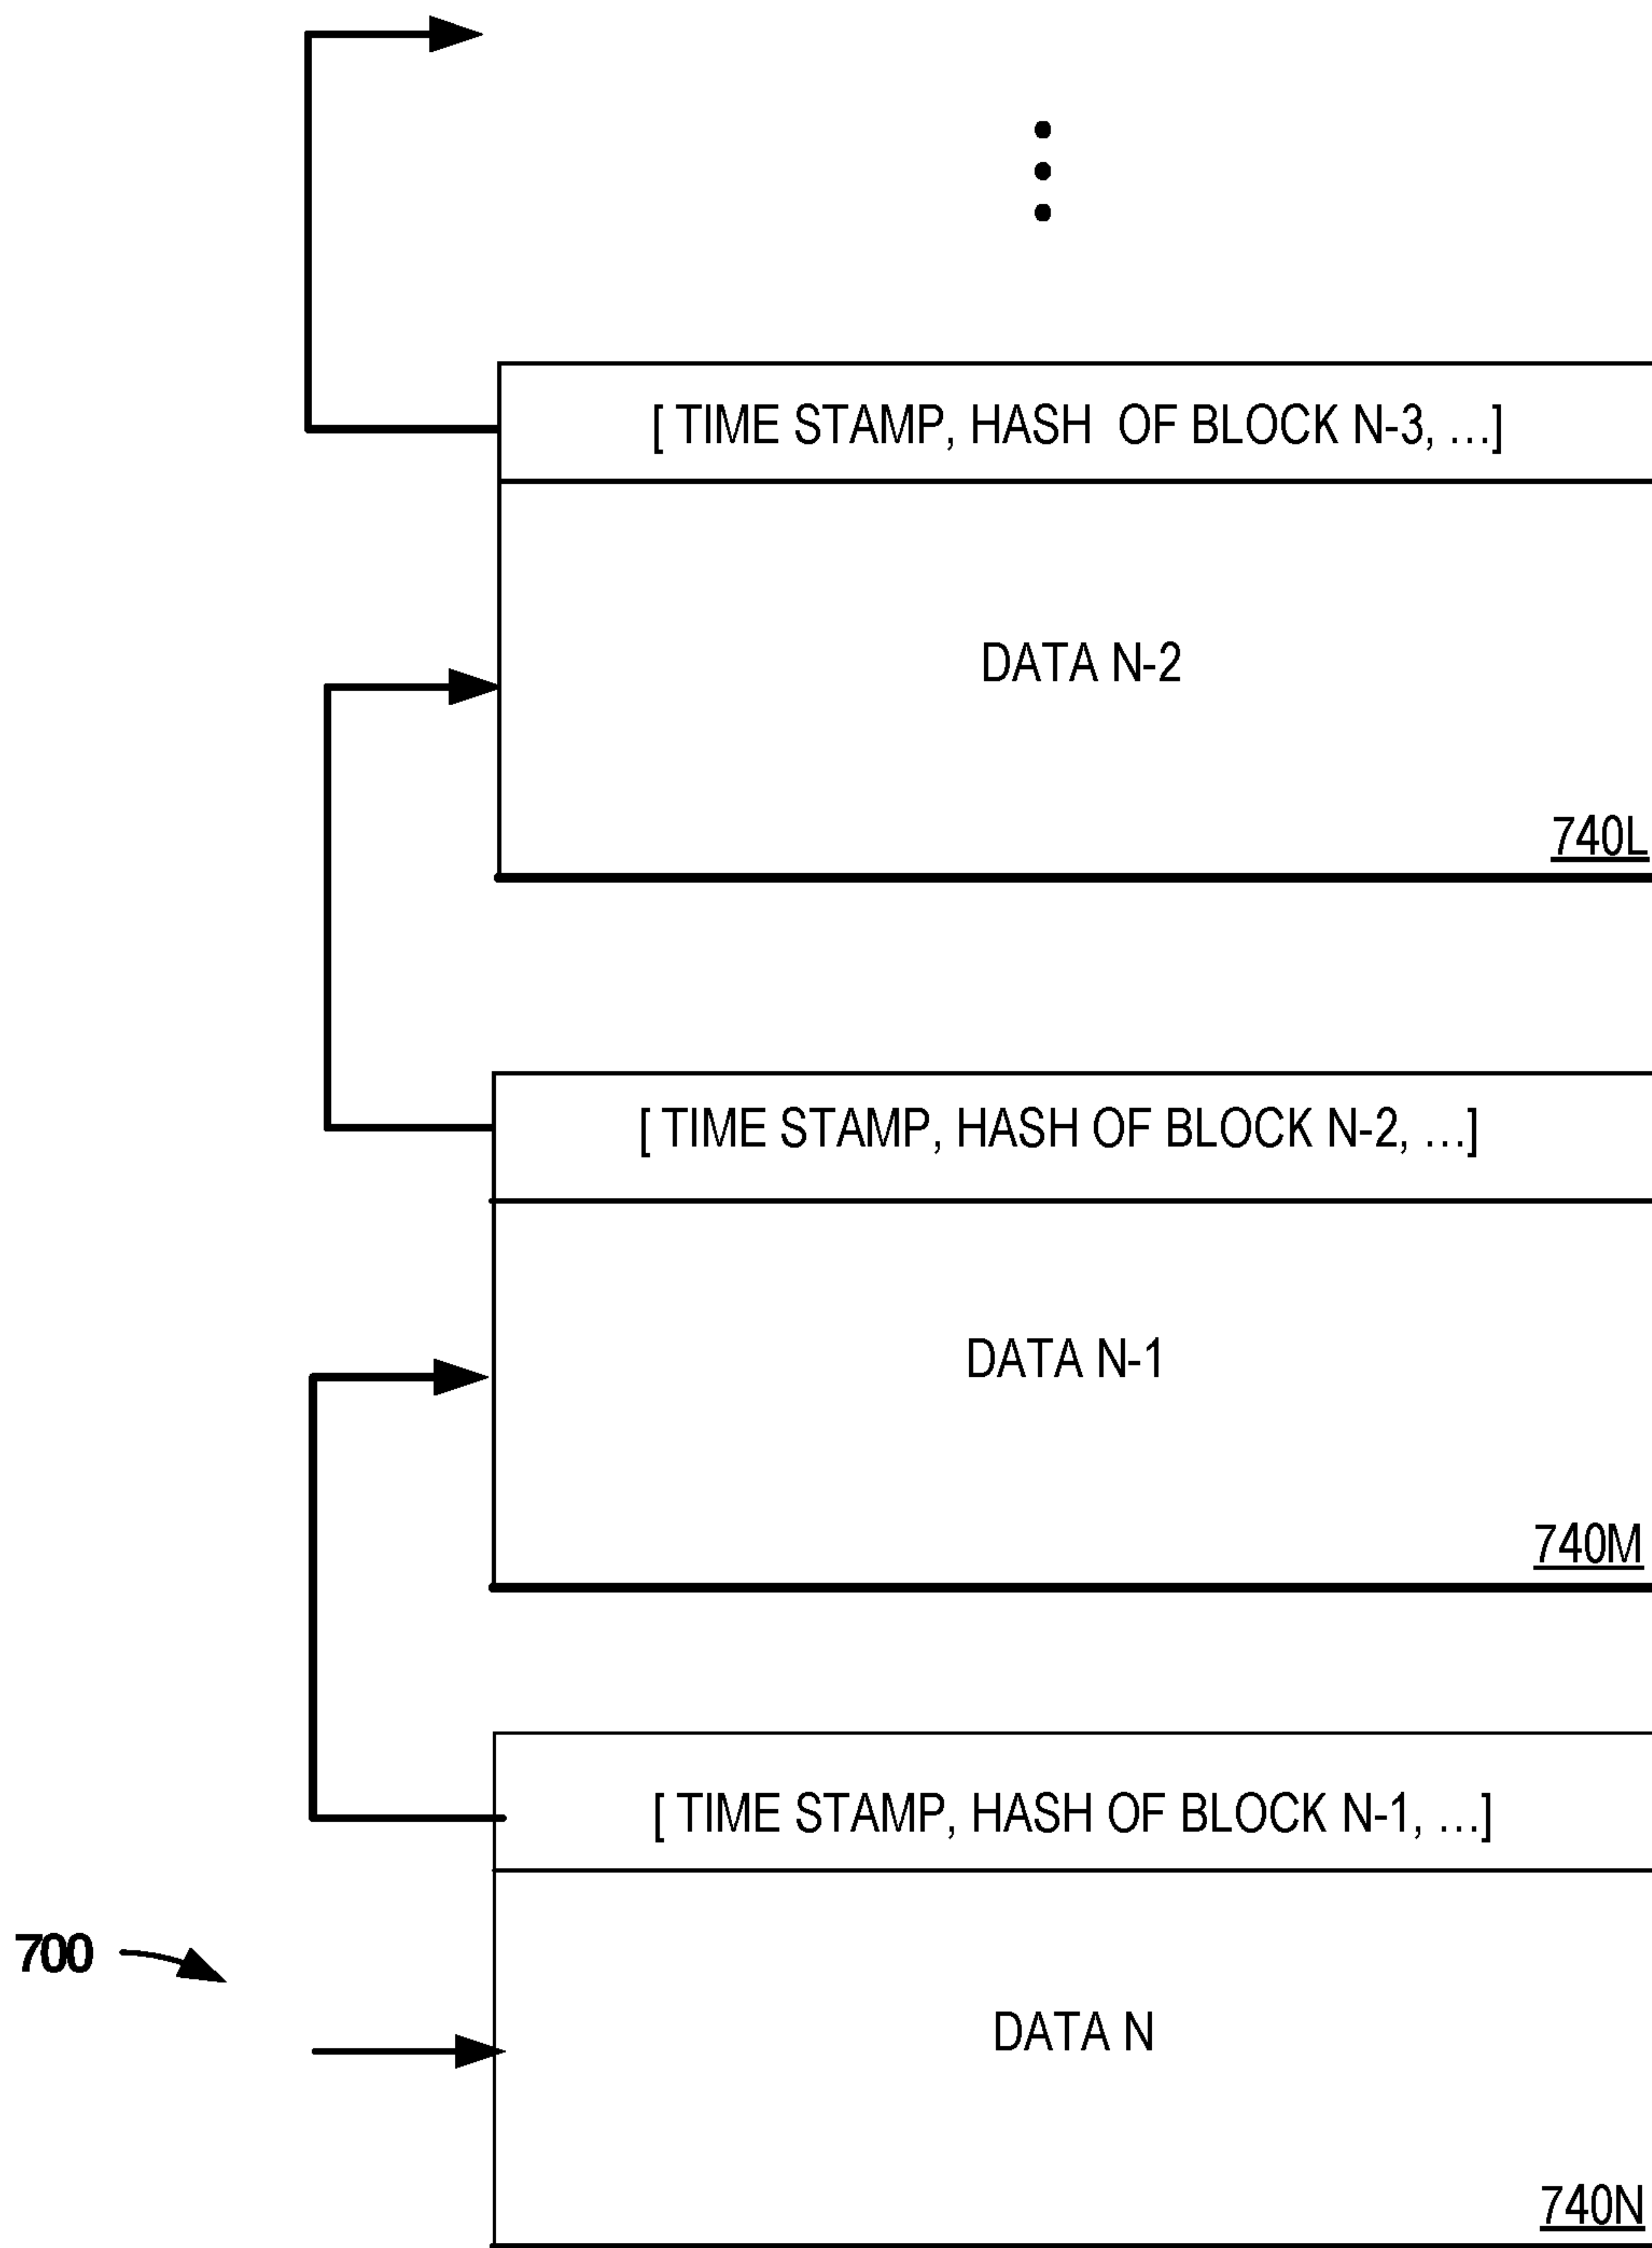 [ TIME STAMP, HASH OF BLOCK N-3, ...]
DATA N-2
740L
[ TIME STAMP, HASH OF BLOCK N-2, ...]
DATA N-1
740M
[ TIME STAMP, HASH OF BLOCK N-1, ...]
700
DATA N
740N